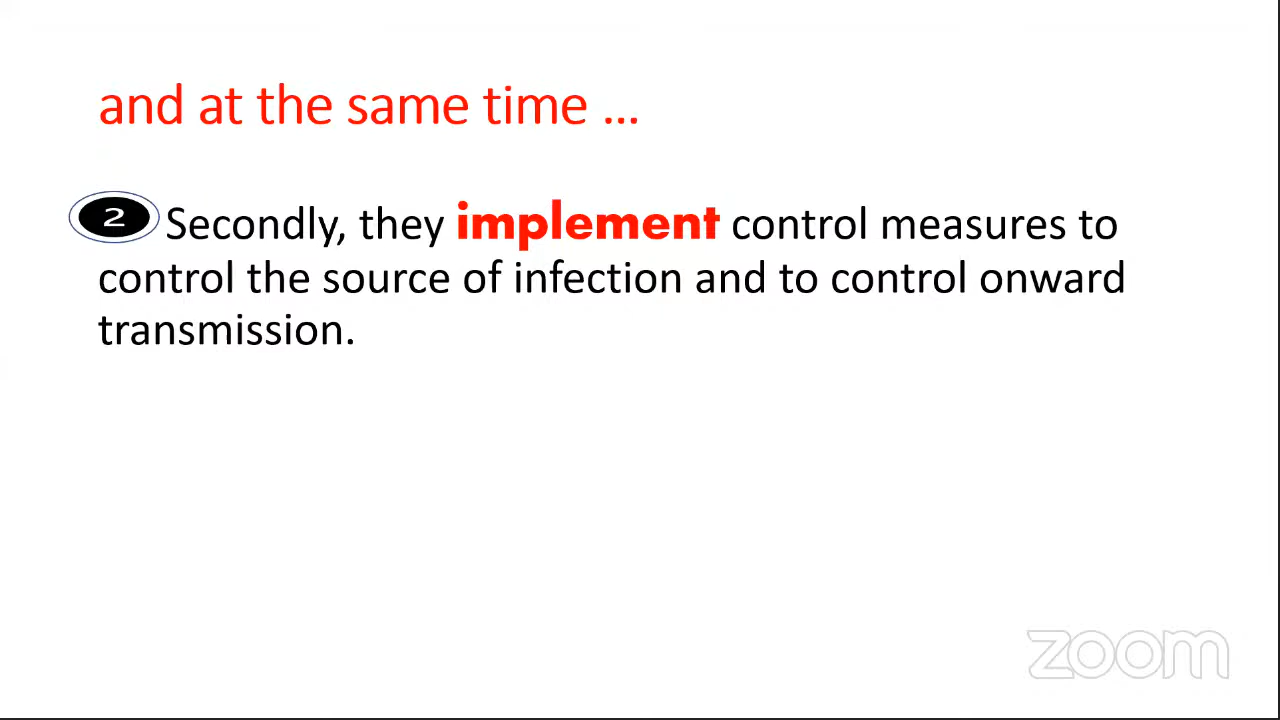 and at the same time ...
2 Secondly, they implement control measures to
control the source of infection and to control onward
transmission.
zoom